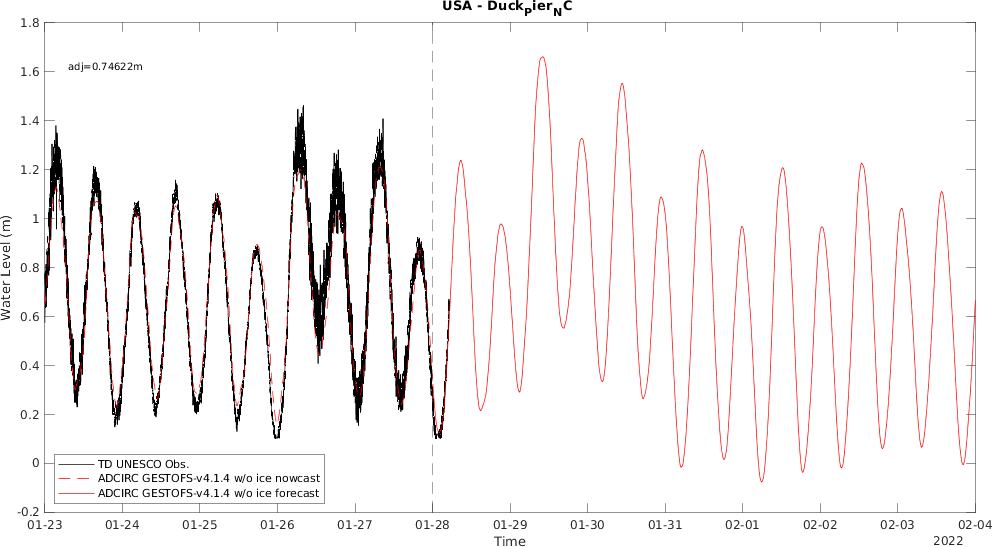 USA - Duck_Pier_NC
1.8
1.6
1.4
1.2
1
0.8
0.6
0.4
0.2
0
-0.2
Water Level (m)
adj=0.74622m
TD UNESCO Obs.
ADCIRC GESTOFS-v4.1.4 w/o ice nowcast
ADCIRC GESTOFS-v4.1.4 w/o ice forecast
01-23 01-24 01-25 01-26 01-27 01-28 01-29 01-30 01-31 02-01 02-02 02-03 02-04
Time
2022